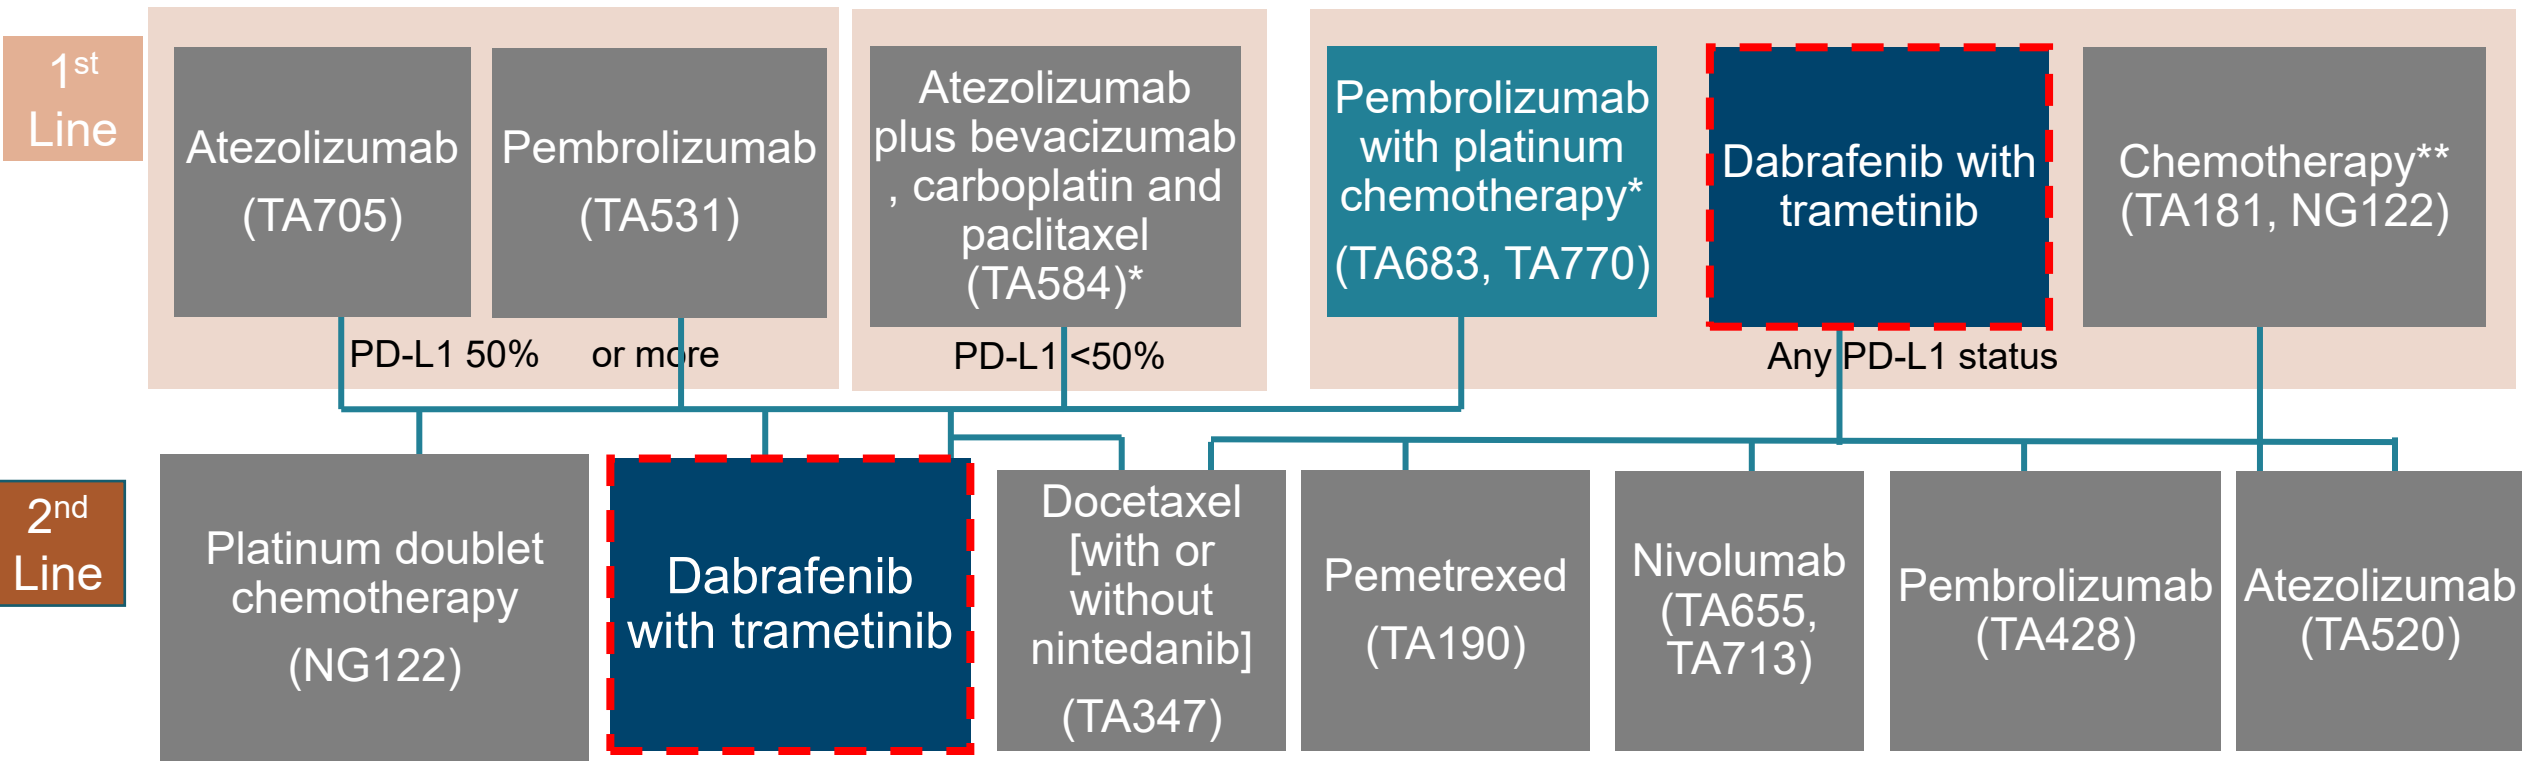 1st
Line
Atezolizumab
(TA705)
Pembrolizumab
(TA531)
PD-L1 50% or more
Atezolizumab
plus bevacizumab
, carboplatin and
paclitaxel
(TA584)*
PD-L1 <50%
Pembrolizumab
with platinum
chemotherapy*
(TA683, TA770)
Dabrafenib with
trametinib
Chemotherapy**
(TA181, NG122)
Any PD-L1 status
2nd
Line
Platinum doublet
chemotherapy
(NG122)
Dabrafenib
with trametinib
Docetaxel
[with or
without
nintedanib]
(TA347)
Pemetrexed
(TA190)
Nivolumab
(TA655,
TA713)
Pembrolizumab
(TA428)
Atezolizumab
(TA520)